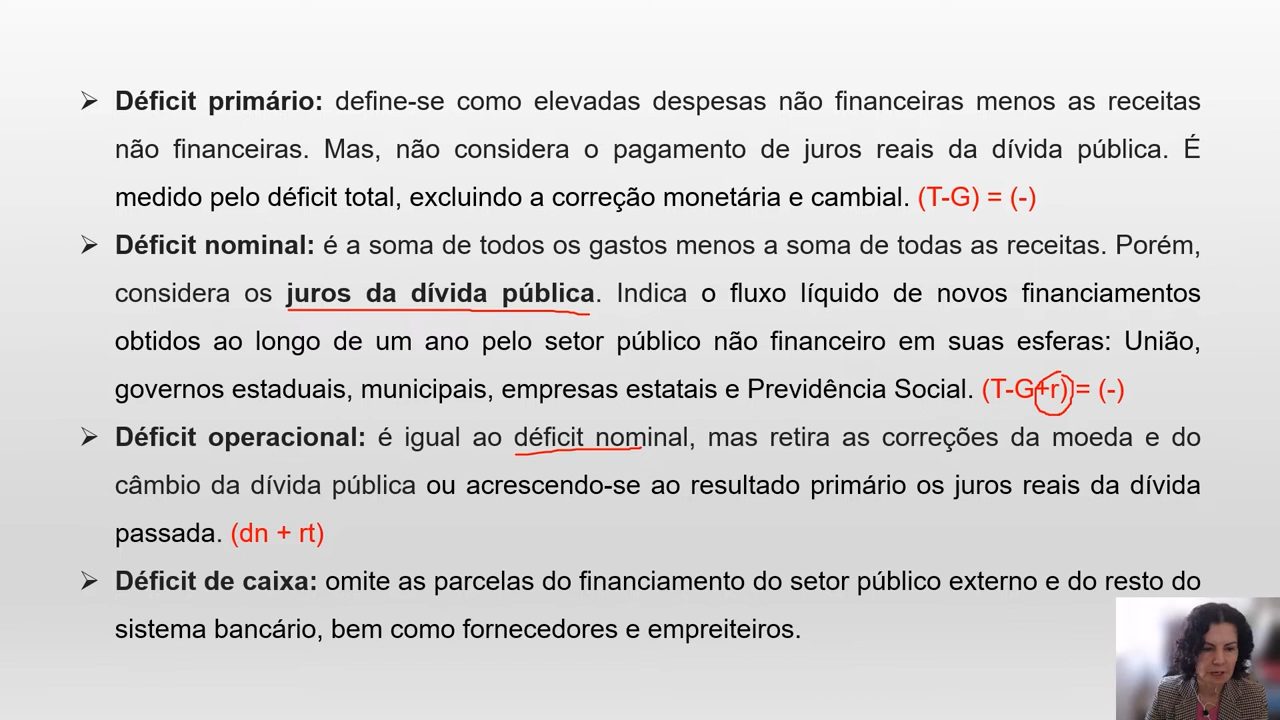 ➢ Déficit primário: define-se como elevadas despesas não financeiras menos as receitas
não financeiras. Mas, não considera o pagamento de juros reais da dívida pública. É
medido pelo déficit total, excluindo a correção monetária e cambial. (T-G) = (-)
➢ Déficit nominal: é a soma de todos os gastos menos a soma de todas as receitas. Porém,
considera os juros da dívida pública. Indica o fluxo líquido de novos financiamentos
obtidos ao longo de um ano pelo setor público não financeiro em suas esferas: União,
governos estaduais, municipais, empresas estatais e Previdência Social. (T-G+r) = (-)
➢ Déficit operacional: é igual ao déficit nominal, mas retira as correções da moeda e do
câmbio da dívida pública ou acrescendo-se ao resultado primário os juros reais da dívida
passada. (dn + rt)
➢ Déficit de caixa: omite as parcelas do financiamento do setor público externo e do resto do
sistema bancário, bem como fornecedores e empreiteiros.